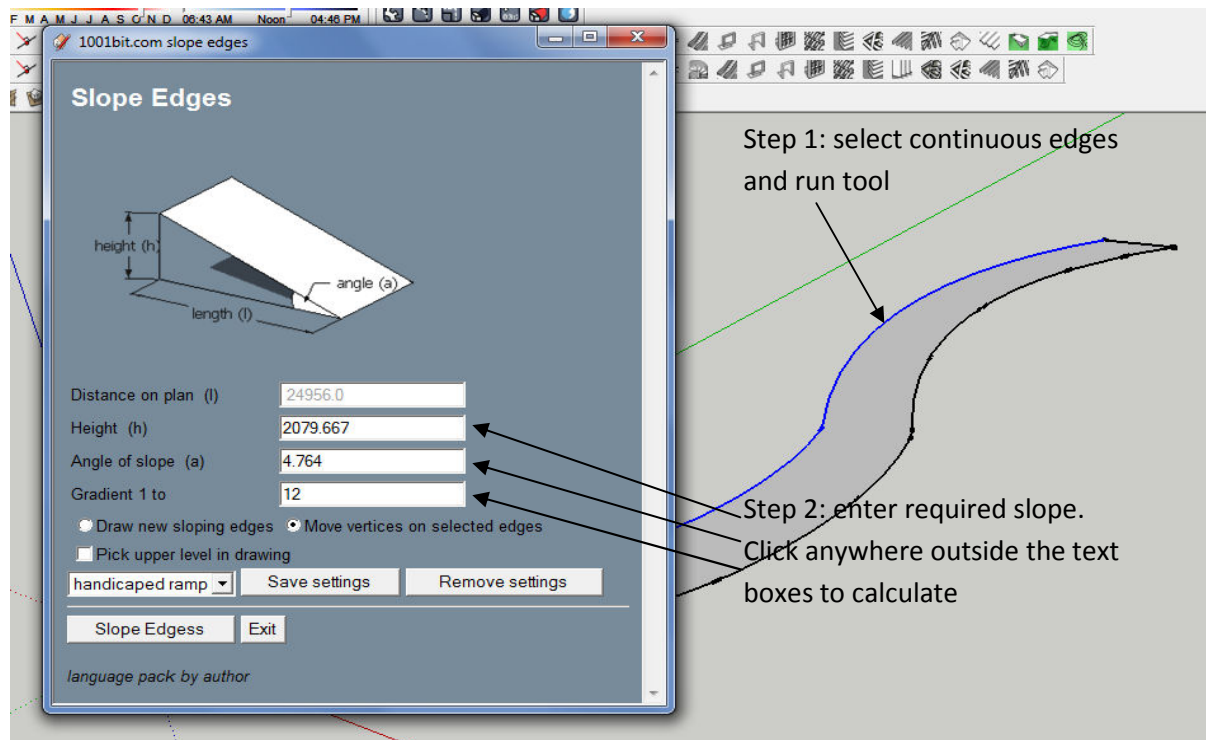 F M A M J J A S O N D 06:43 AM Noon 04:46 PM
1001bit.com slope edges
Slope Edges
height (h)
angle (a)
length (l)
Distance on plan (l) 24956.0
Height (h) 2079.667
Angle of slope (a) 4.764
Gradient 1 to 12
Draw new sloping edges Move vertices on selected edges
Pick upper level in drawing
handicaped ramp Save settings Remove settings
Slope Edgess Exit
language pack by author
Step 1: select continuous edges
and run tool
Step 2: enter required slope.
Click anywhere outside the text
boxes to calculate